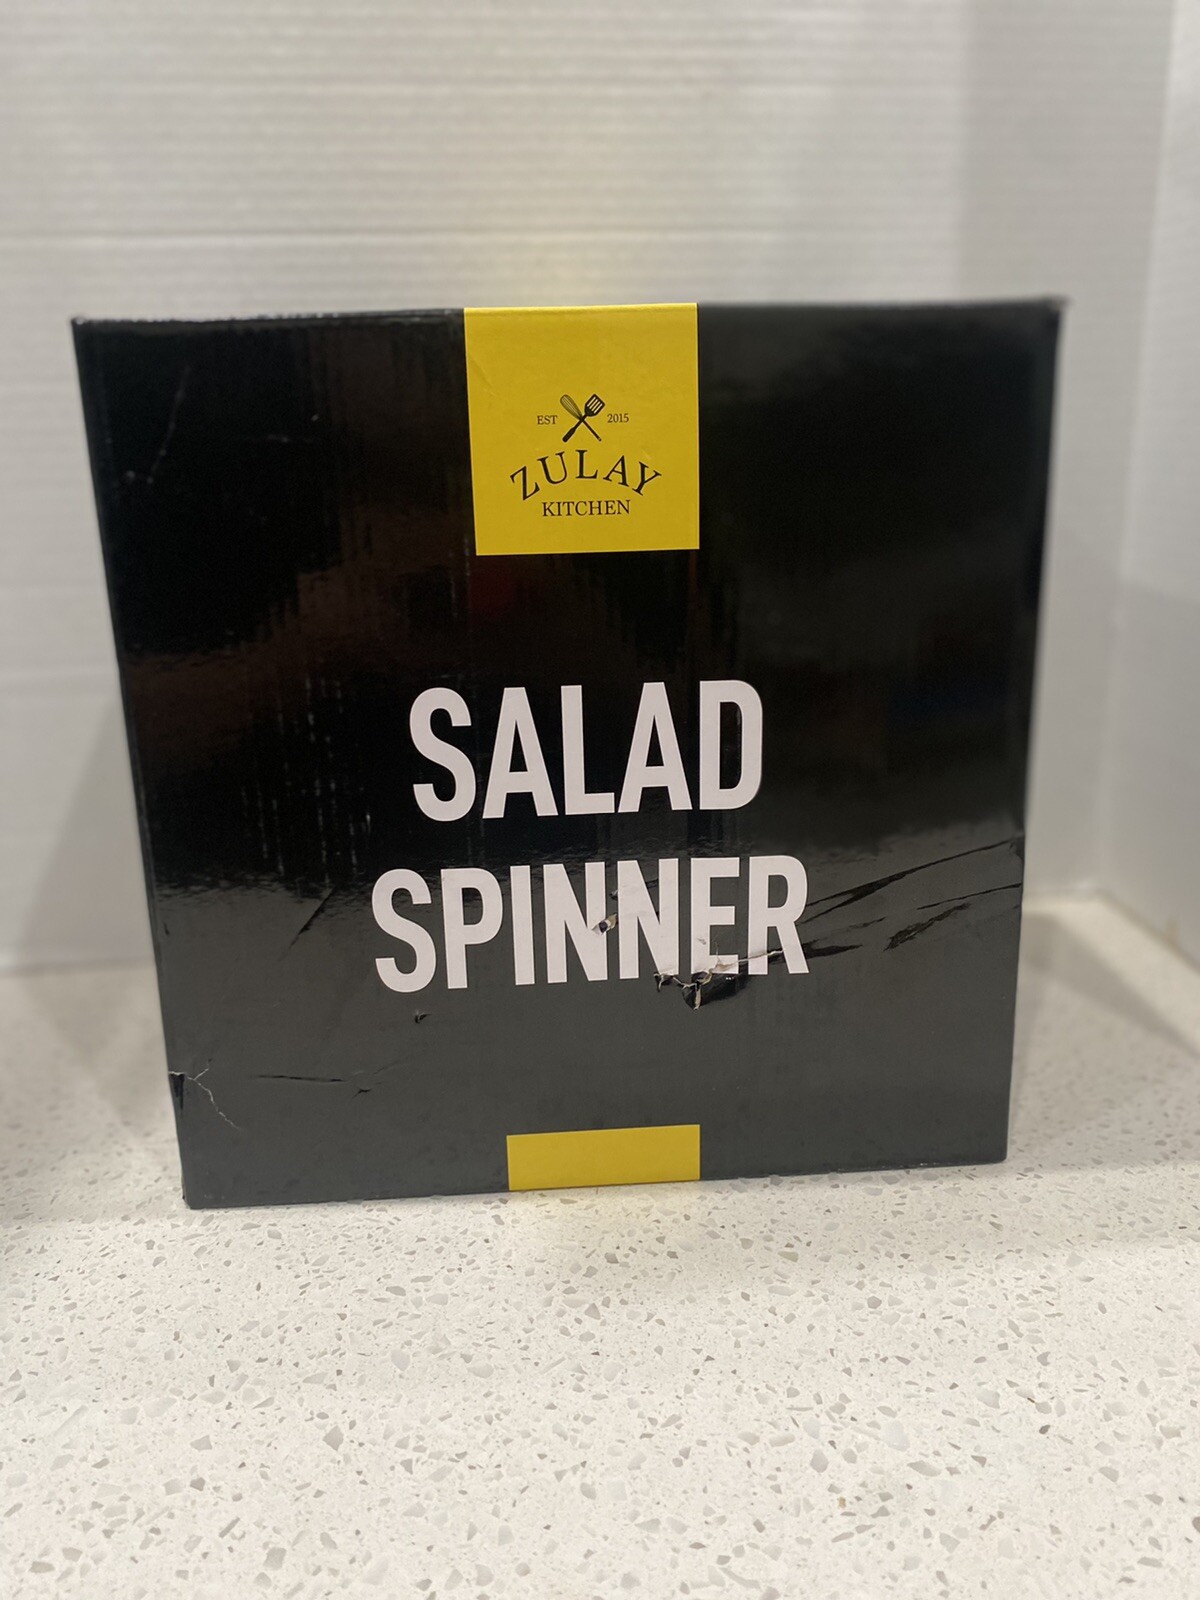 EST 2015
ZULAY
KITCHEN
SALAD
SPINNER